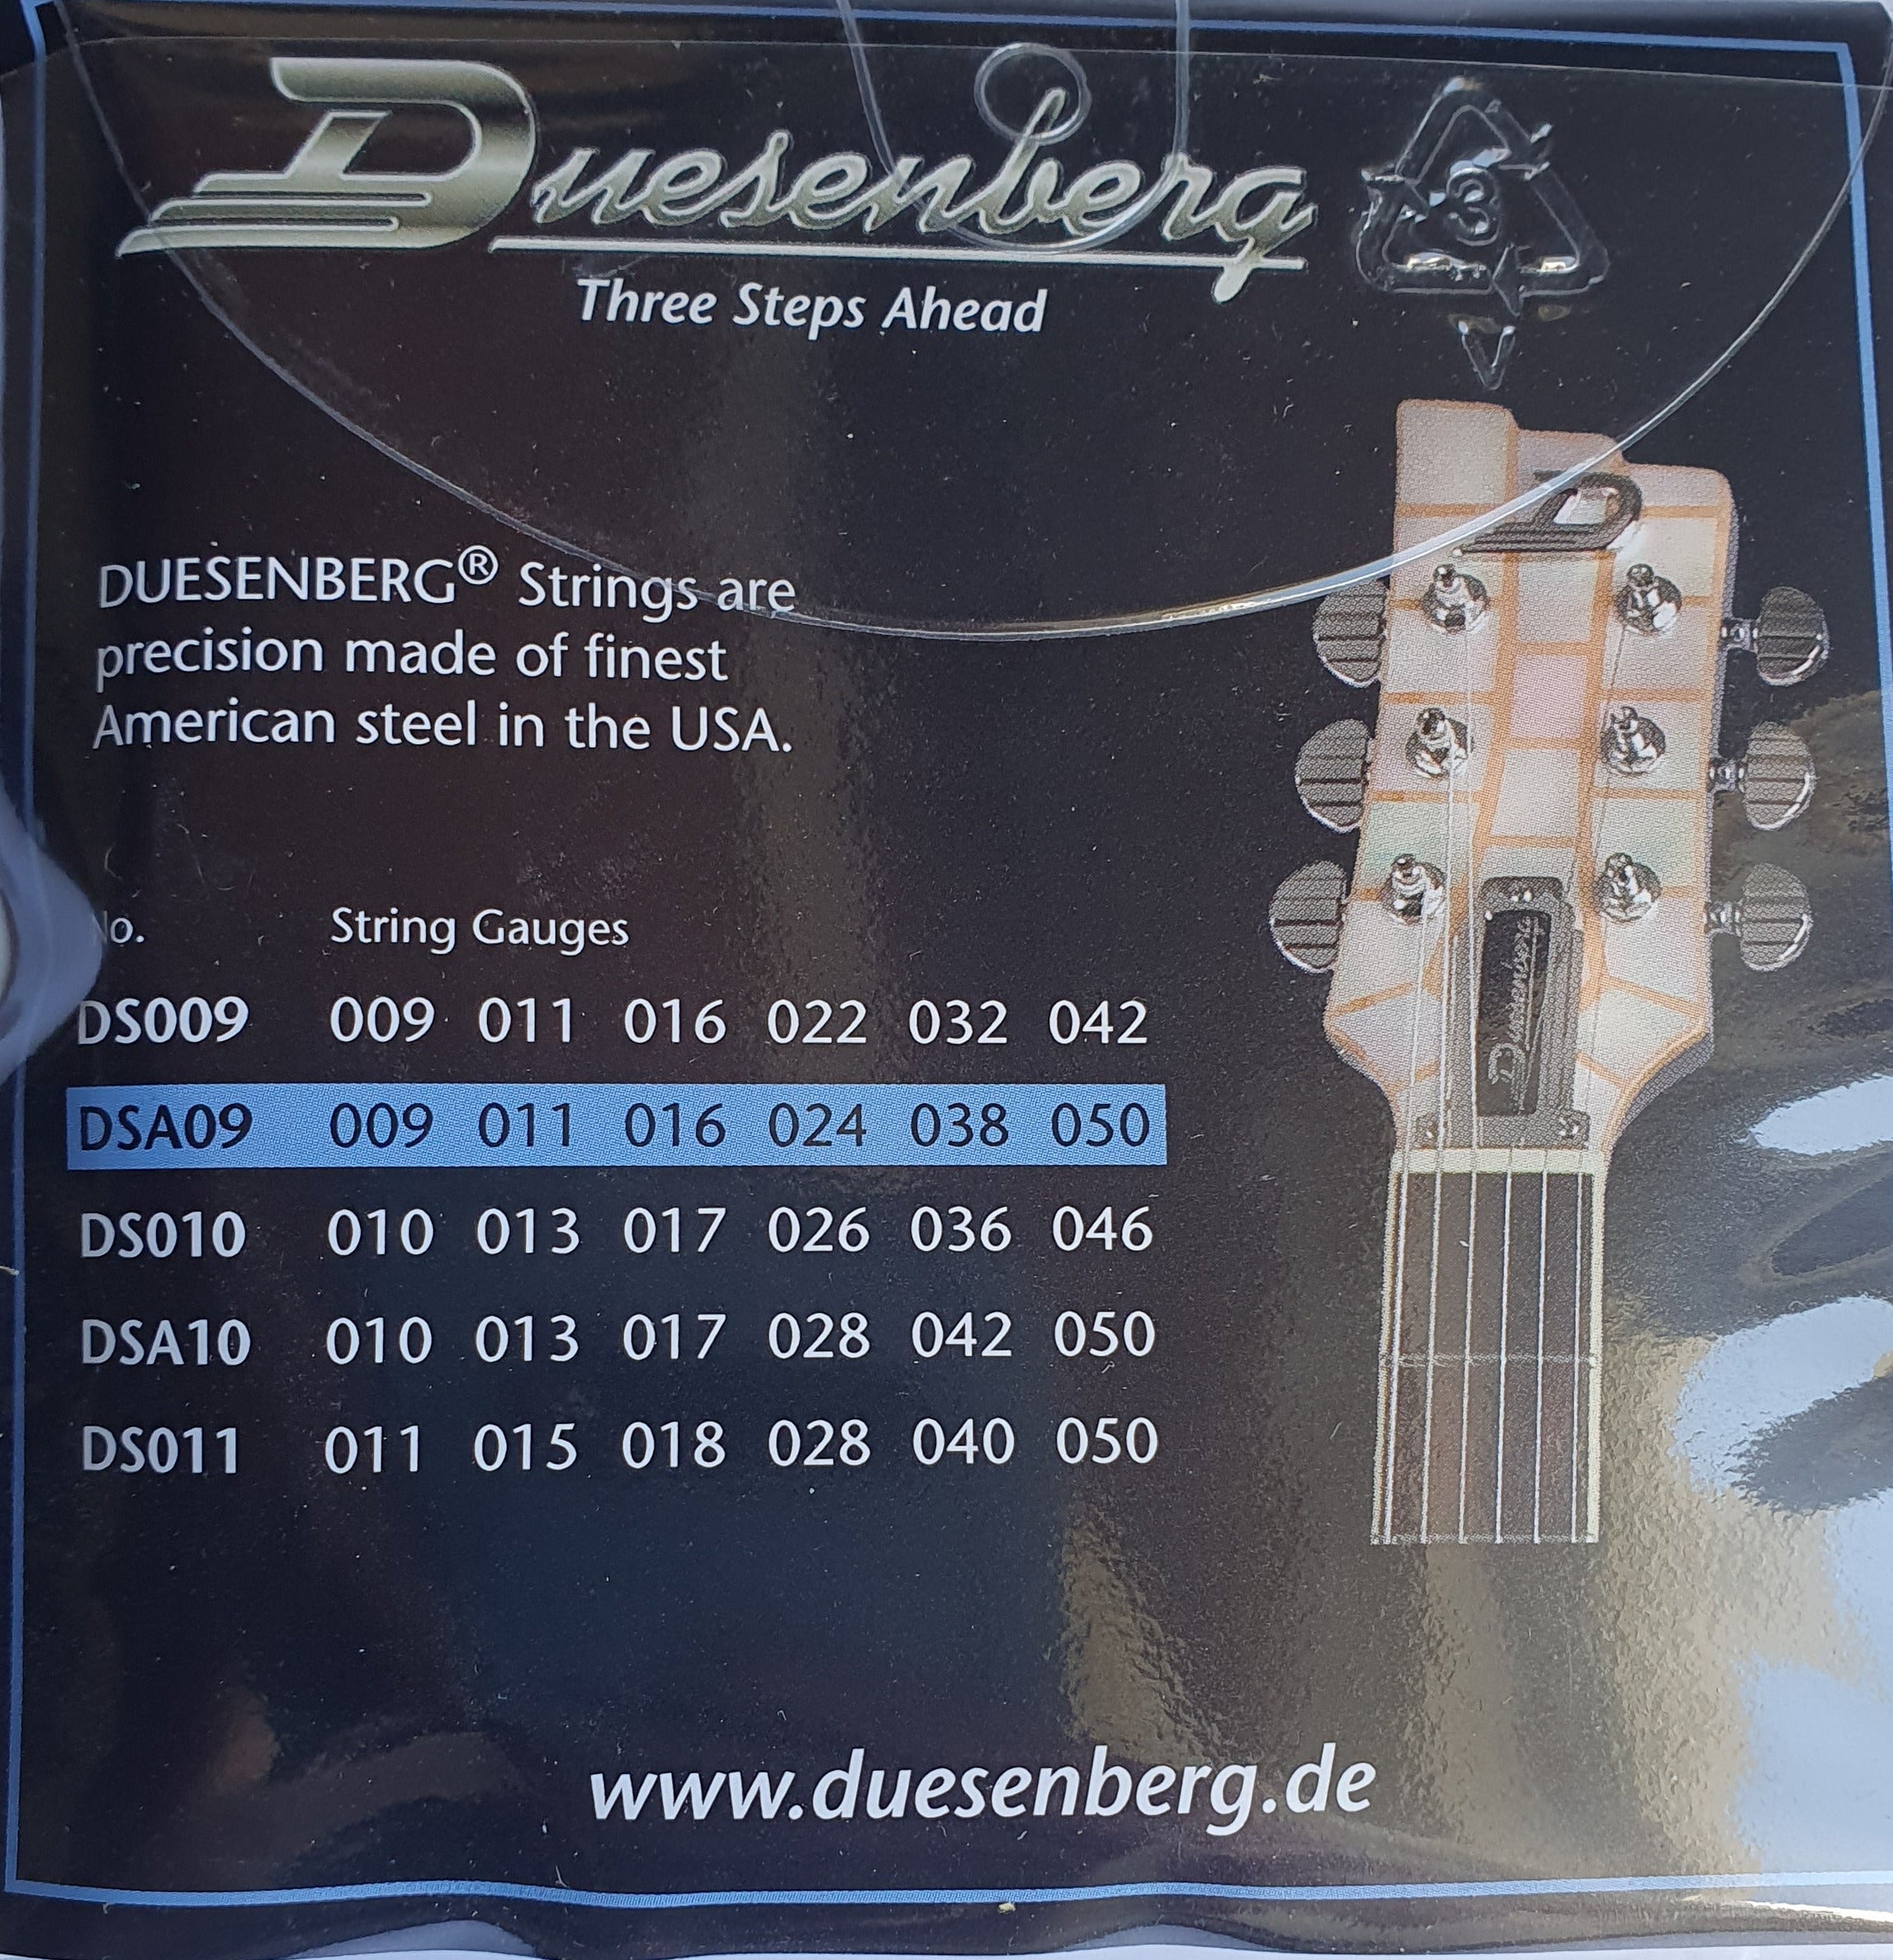 Duesenberg
3
Three Steps Ahead
DUESENBERG® Strings are
precision made of finest
American steel in the USA.
No. String Gauges
DS009 009 011 016 022 032 042
DSA09 009 011 016 024 038 050
DS010 010 013 017 026 036 046
DSA10 010 013 017 028 042 050
DS011 011 015 018 028 040 050
D
Duesenberg
www.duesenberg.de